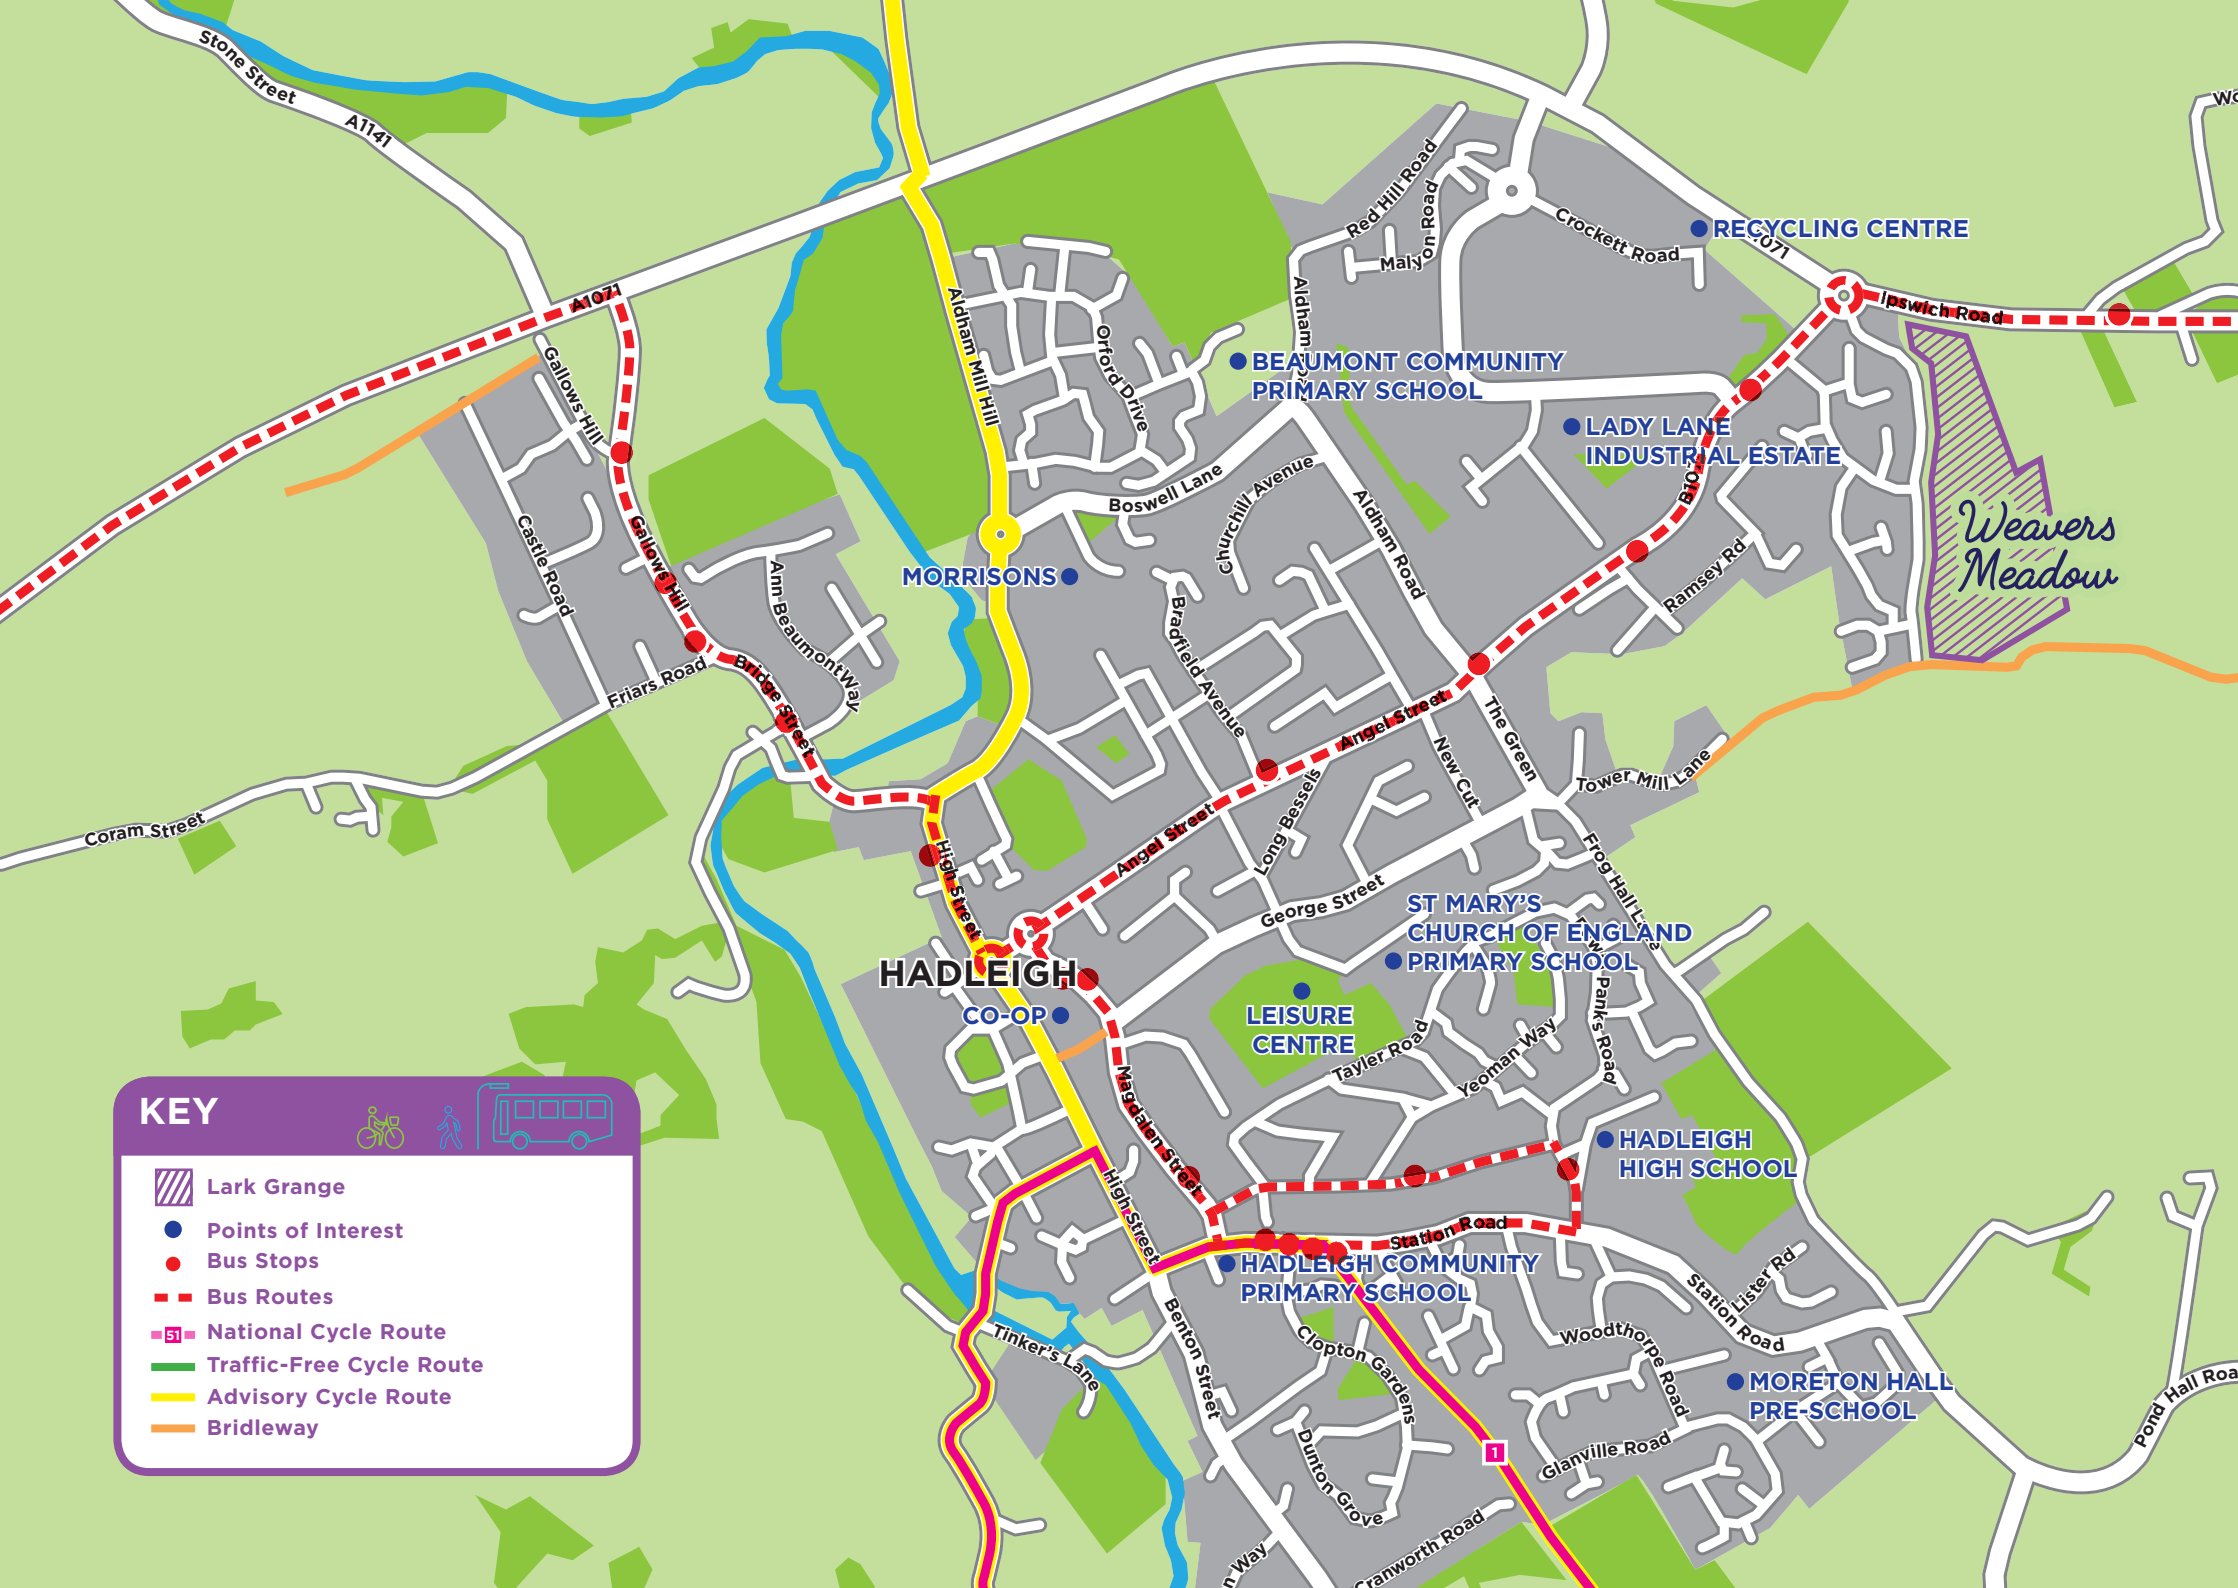 Stone Street
A1141
Wo
Red Hill Road
Malyon Road
Crockett Road
RECYCLING CENTRE
A1071
Ipswich Road
Gallows Hill
Aldham Mill Hill
Orford Drive
Aldham
BEAUMONT COMMUNITY
PRIMARY SCHOOL
LADY LANE
INDUSTRIAL ESTATE
Boswell Lane
Churchill Avenue
Aldham Road
Castle Road
Gallows Hill
Weavers
Meadow
Ramsey Rd
MORRISONS
Ann Beaumont Way
Bradfield Avenue
Friars Road
Bridge Street
Angel Street
The Green
New Cut
Tower Mill Lane
Coram Street
Long Bessels
Angel Street
High Street
Frog Hall Lane
George Street
ST MARY'S
CHURCH OF ENGLAND
PRIMARY SCHOOL
HADLEIGH
CO-OP
LEISURE
CENTRE
Panks Road
Tayler Road
Yeoman Way
Magdalen Street
HADLEIGH
HIGH SCHOOL
High Street
Station Road
HADLEIGH COMMUNITY
PRIMARY SCHOOL
Lister Rd
Station Road
Tinker's Lane
Benton Street
Clopton Gardens
Woodthorpe Road
MORETON HALL
PRE-SCHOOL
Pond Hall Roa
Glanville Road
Dunton Grove
1
n Way
Cranworth Road
KEY
Lark Grange
Points of Interest
Bus Stops
Bus Routes
51
National Cycle Route
Traffic-Free Cycle Route
Advisory Cycle Route
Bridleway